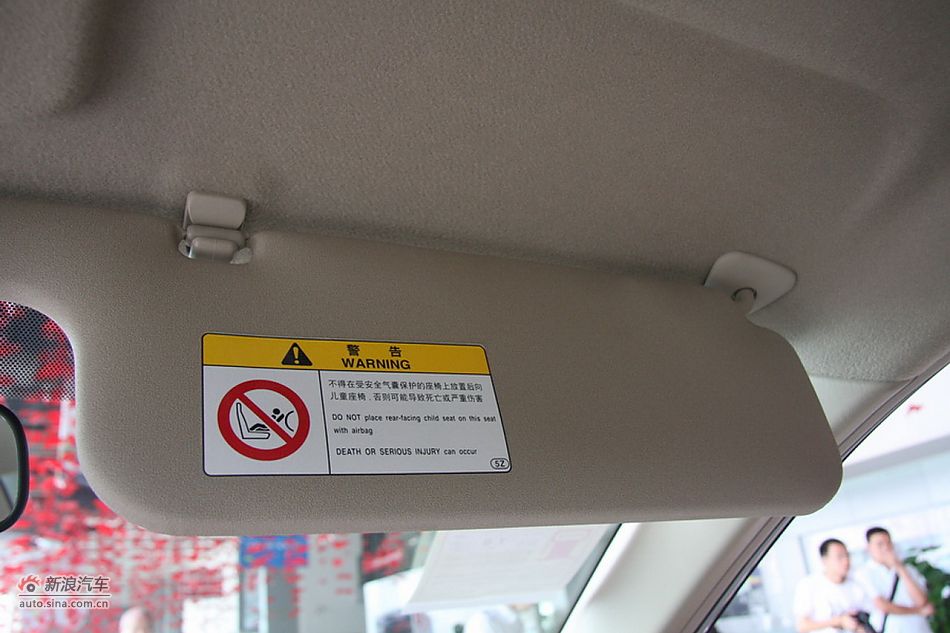 警 告
WARNING
不得在受安全气囊保护的座椅上放置后向
儿童座椅，否则可能导致死亡或严重伤害
DO NOT place rear-facing child seat on this seat
with airbag
DEATH OR SERIOUS INJURY can occur
5Z
新浪汽车
auto.sina.com.cn